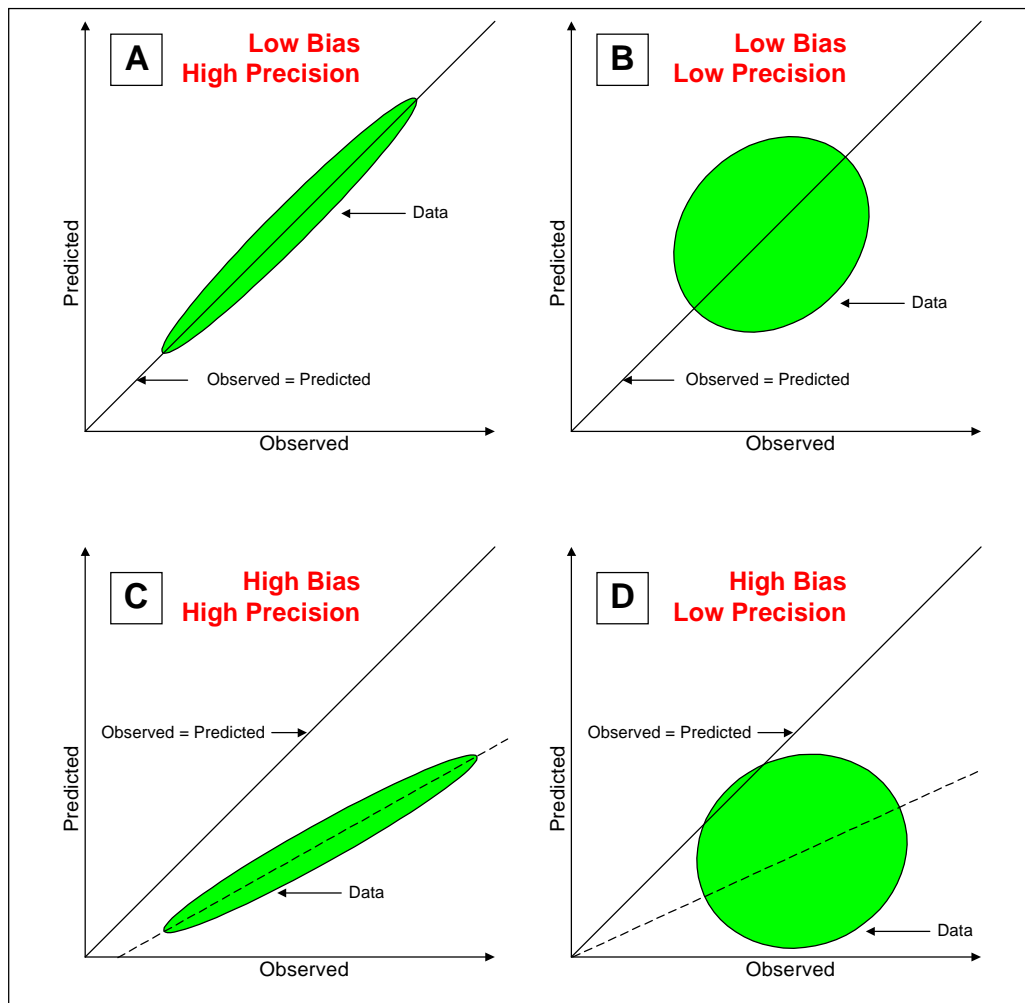 A
Low Bias
High Precision
Predicted
Data
Observed = Predicted
Observed
B
Low Bias
Low Precision
Predicted
Data
Observed = Predicted
Observed
C
High Bias
High Precision
Observed = Predicted
Predicted
Data
Observed
D
High Bias
Low Precision
Observed = Predicted
Predicted
Data
Observed